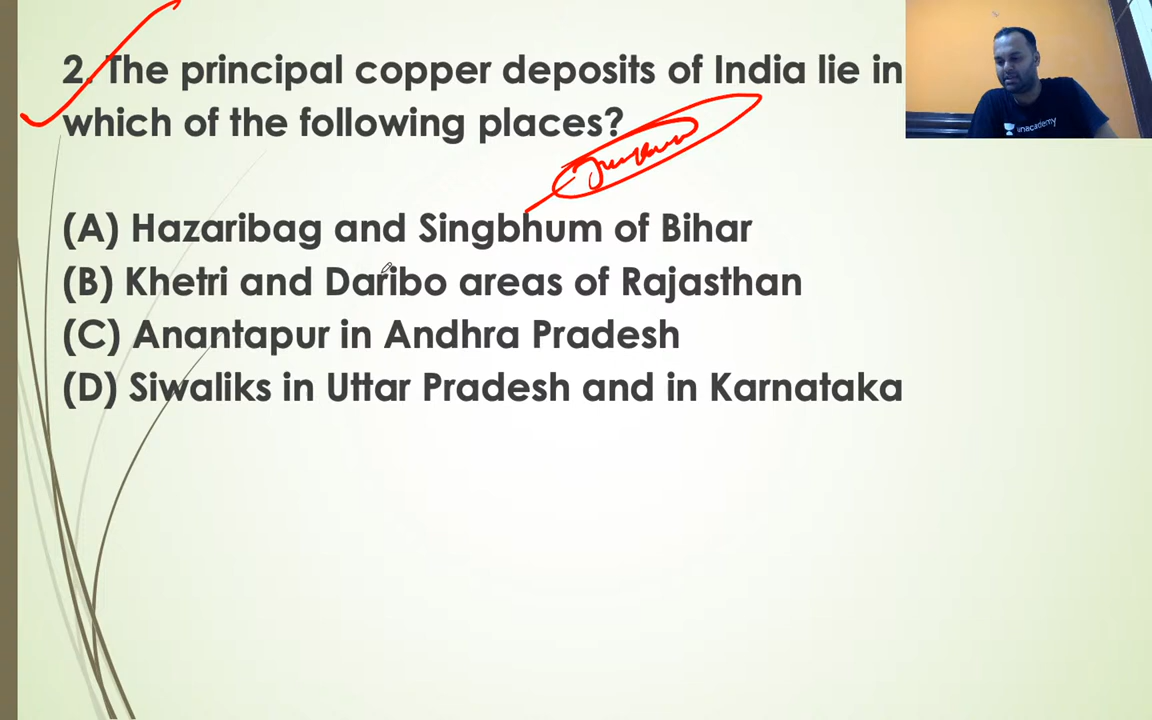 2. The principal copper deposits of India lie in
which of the following places?
(A) Hazaribag and Singbhum of Bihar
(B) Khetri and Daribo areas of Rajasthan
(C) Anantapur in Andhra Pradesh
(D) Siwaliks in Uttar Pradesh and in Karnataka
unacademy